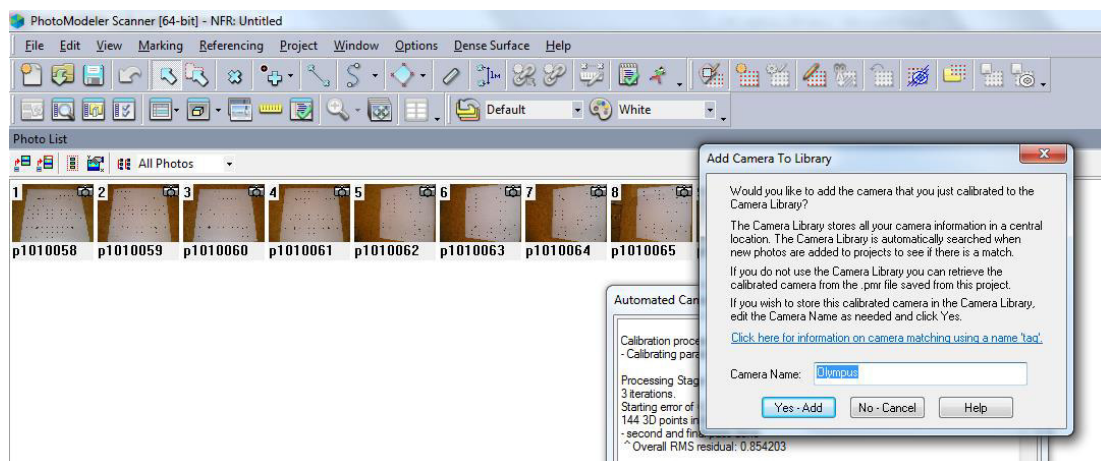 PhotoModeler Scanner [64-bit] - NFR: Untitled
File Edit View Marking Referencing Project Window Options Dense Surface Help
Default White
Photo List
All Photos
1 2 3 4 5 6 7 8
p1010058 p1010059 p1010060 p1010061 p1010062 p1010063 p1010064 p1010065
Add Camera To Library
Would you like to add the camera that you just calibrated to the
Camera Library?
The Camera Library stores all your camera information in a central
location. The Camera Library is automatically searched when
new photos are added to projects to see if there is a match.
If you do not use the Camera Library you can retrieve the
calibrated camera from the .pmr file saved from this project.
If you wish to store this calibrated camera in the Camera Library,
edit the Camera Name as needed and click Yes.
Click here for information on camera matching using a name 'tag'.
Camera Name: Olympus
Yes - Add No - Cancel Help
Automated
Calibration
- Calibrating
Processing
3 iterations.
Starting error of
144 3D points
- second and
^ Overall RMS residual: 0.854203